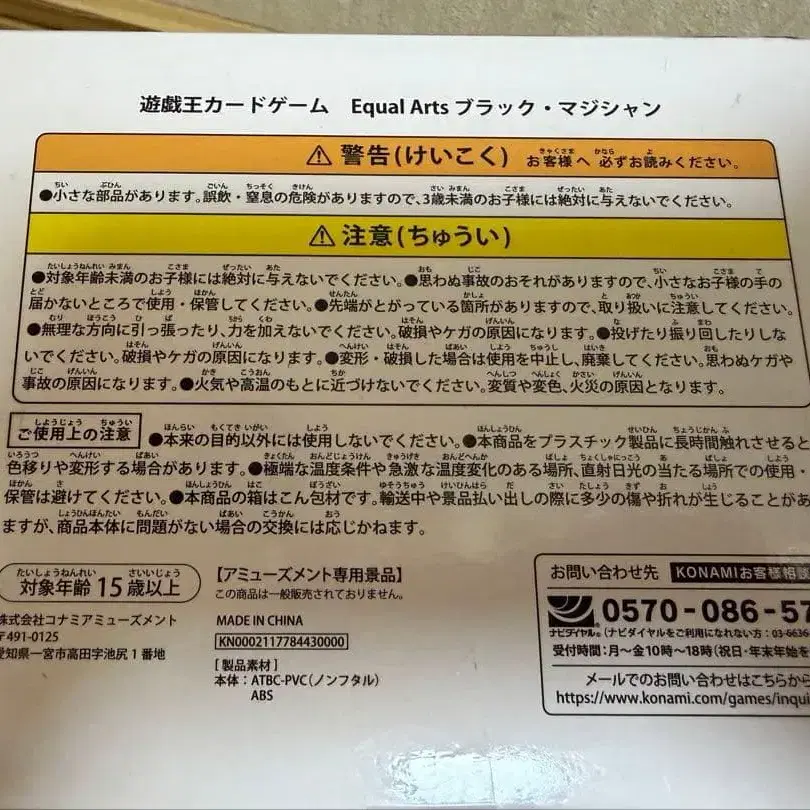 遊戯王カードゲーム Equal Arts ブラック・マジシャン
⚠ 警告(けいこく) お客様へ 必ずお読みください。
●小さな部品があります。誤飲・窒息の危険がありますので、3歳未満のお子様には絶対に与えないでください。
⚠ 注意(ちゅうい)
●対象年齢未満のお子様には絶対に与えないでください。●思わぬ事故のおそれがありますので、小さなお子様の手の
届かないところで使用・保管してください。●先端がとがっている箇所がありますので、取り扱いに注意してください。
●無理な方向に引っ張ったり、力を加えないでください。破損やケガの原因になります。●投げたり振り回したりしな
いでください。破損やケガの原因になります。●変形・破損した場合は使用を中止し、廃棄してください。思わぬケガや
事故の原因になります。●火気や高温のもとに近づけないでください。変質や変色、火災の原因となります。
ご使用上の注意 ●本来の目的以外には使用しないでください。●本商品をプラスチック製品に長時間触れさせると
色移りや変形する場合があります。●極端な温度条件や急激な温度変化のある場所、直射日光の当たる場所での使用・
保管は避けてください。●本商品の箱はこん包材です。輸送中や景品払い出しの際に多少の傷や折れが生じることがあ
ますが、商品本体に問題がない場合の交換には応じかねます。
対象年齢 15歳以上
株式会社コナミアミューズメント
〒491-0125
愛知県一宮市高田字池尻1番地
【アミューズメント専用景品】
この商品は一般販売されておりません。
MADE IN CHINA
KN0002117784430000
[製品素材]
本体：ATBC-PVC(ノンフタル)
ABS
お問い合わせ先 KONAMIお客様相談
0570-086-57
ナビダイヤル® (ナビダイヤルをご利用になれない方：03-6636
受付時間：月～金10時～18時(祝日・年末年始を
メールでのお問い合わせはこちらから
https://www.konami.com/games/inqui